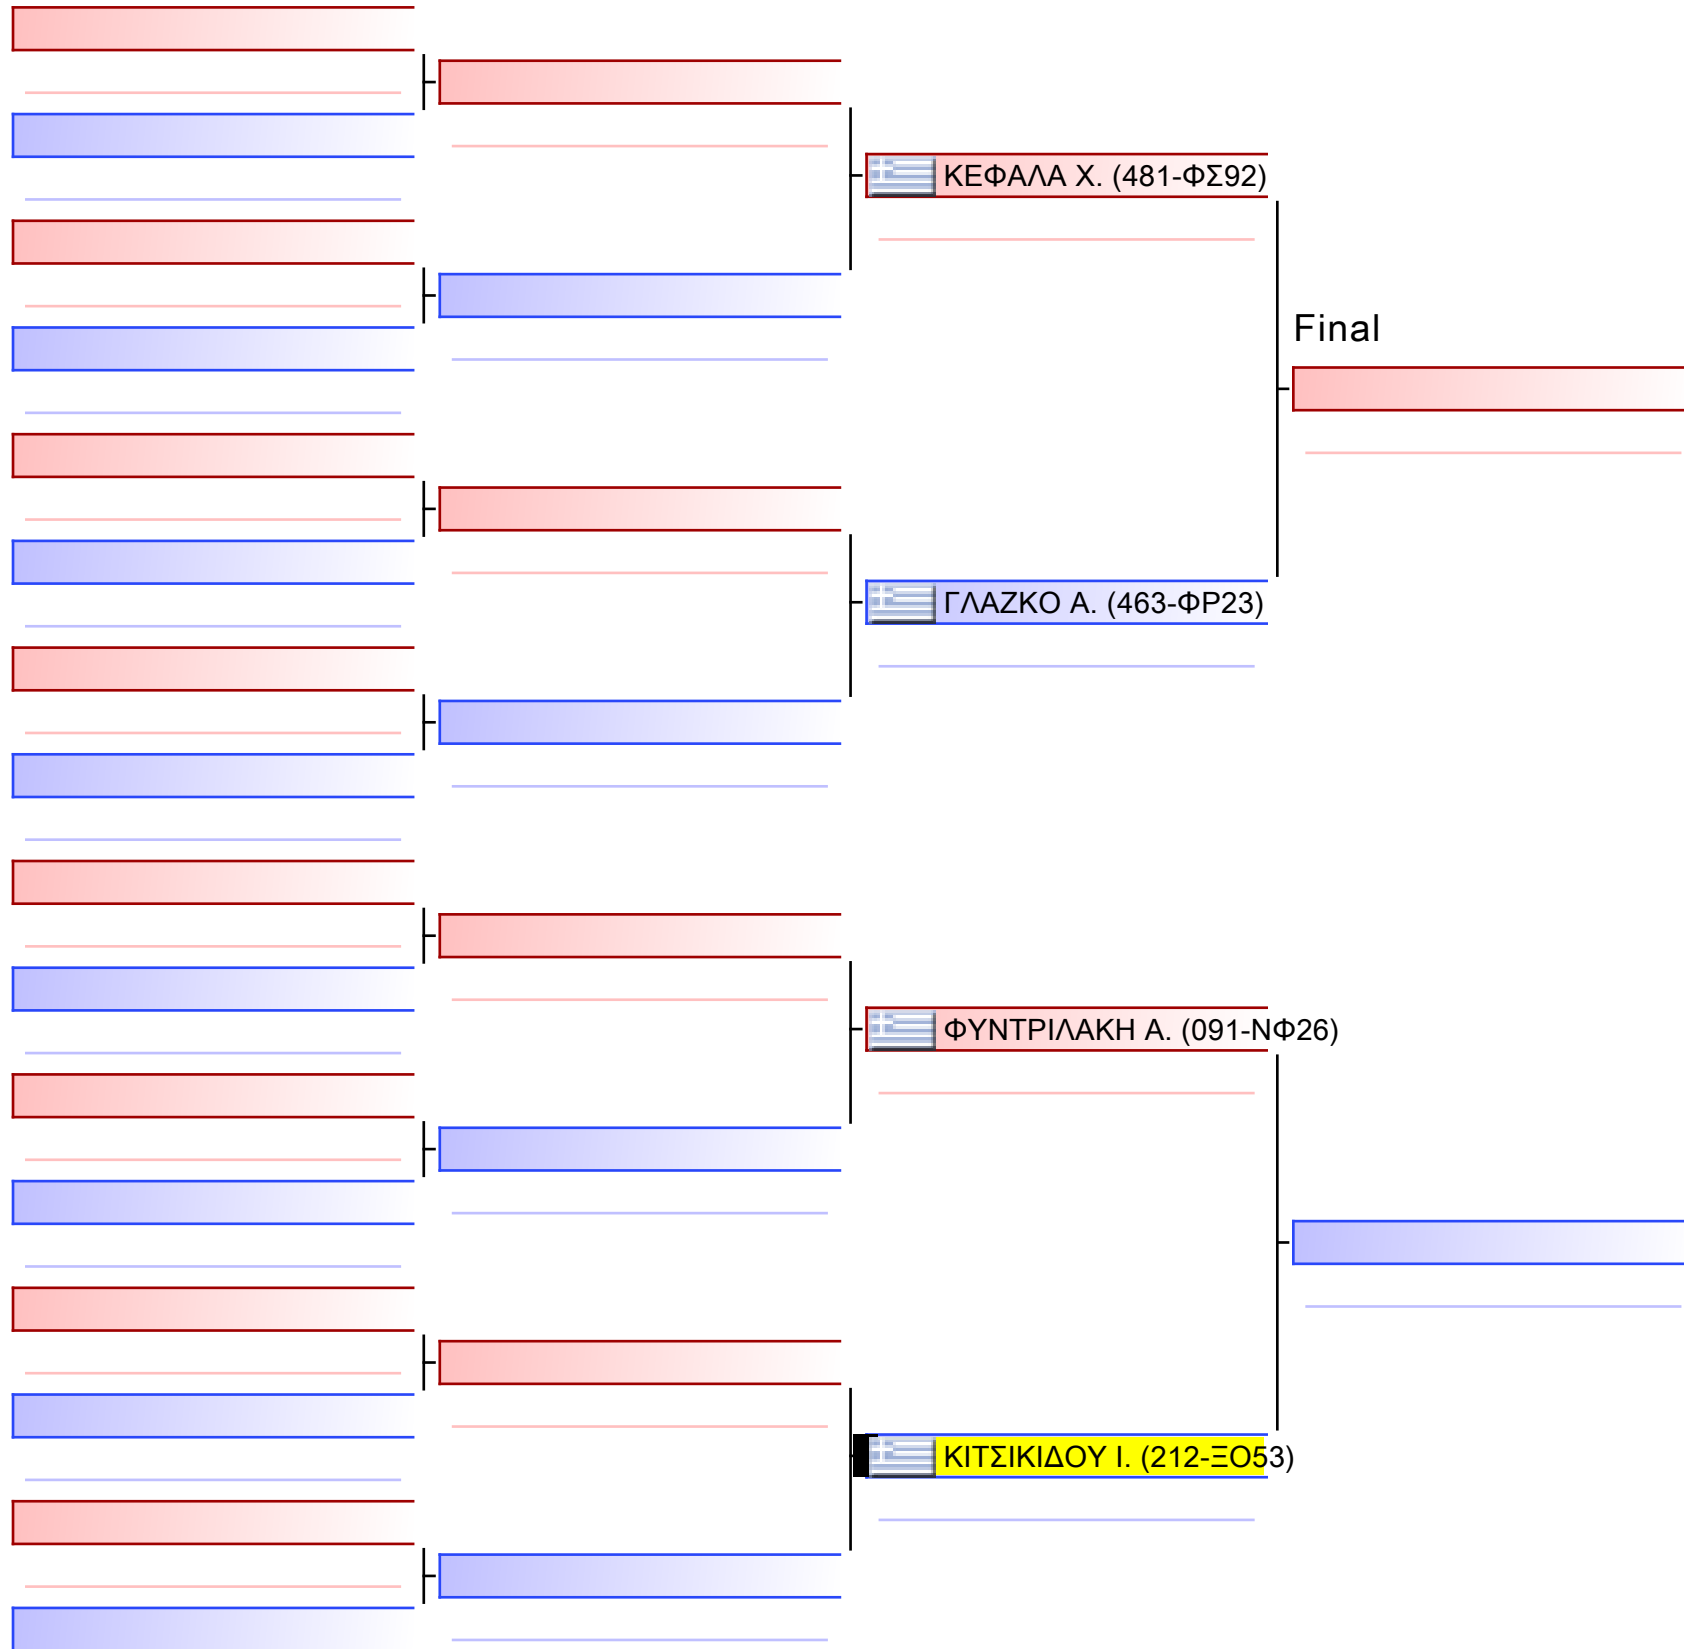 ΚΕΦΑΛΑ Χ. (481-ΦΣ92)
Final
ΓΛΑΖΚΟ Α. (463-ΦΡ23)
ΦΥΝΤΡΙΛΑΚΗ Α. (091-ΝΦ26)
ΚΙΤΣΙΚΙΔΟΥ Ι. (212-ΞΟ53)